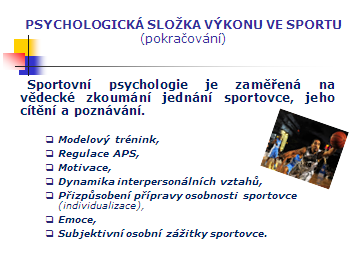 PSYCHOLOGICKÁ SLOŽKA VÝKONU VE SPORTU
(pokračování)
Sportovní psychologie je zaměřená na
vědecké zkoumání jednání sportovce, jeho
cítění a poznávání.
❑ Modelový trénink,
❑ Regulace APS,
❑ Motivace,
❑ Dynamika interpersonálních vztahů,
❑ Přizpůsobení přípravy osobnosti sportovce
(individualizace),
❑ Emoce,
❑ Subjektivní osobní zážitky sportovce.